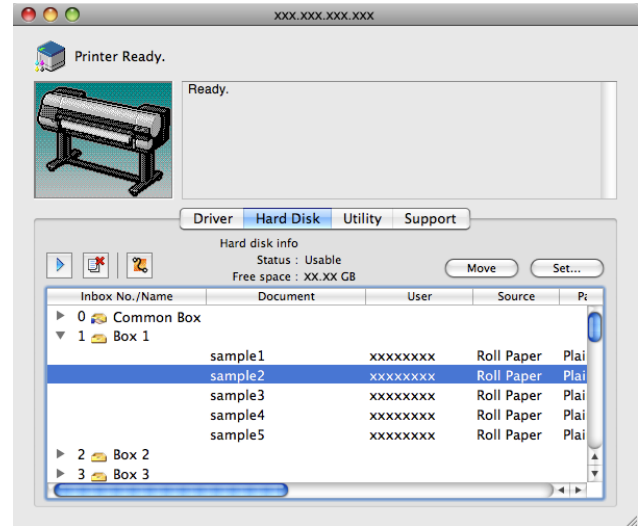 xxx.xxx.xxx.xxx
Printer Ready.
Ready.
Driver Hard Disk Utility Support
Hard disk info
Status : Usable
Free space : XX.XX GB
Move Set...
Inbox No./Name Document User Source Pa
0 Common Box
1 Box 1
sample1 xxxxxxxx Roll Paper Plai
sample2 xxxxxxxx Roll Paper Plai
sample3 xxxxxxxx Roll Paper Plai
sample4 xxxxxxxx Roll Paper Plai
sample5 xxxxxxxx Roll Paper Plai
2 Box 2
3 Box 3